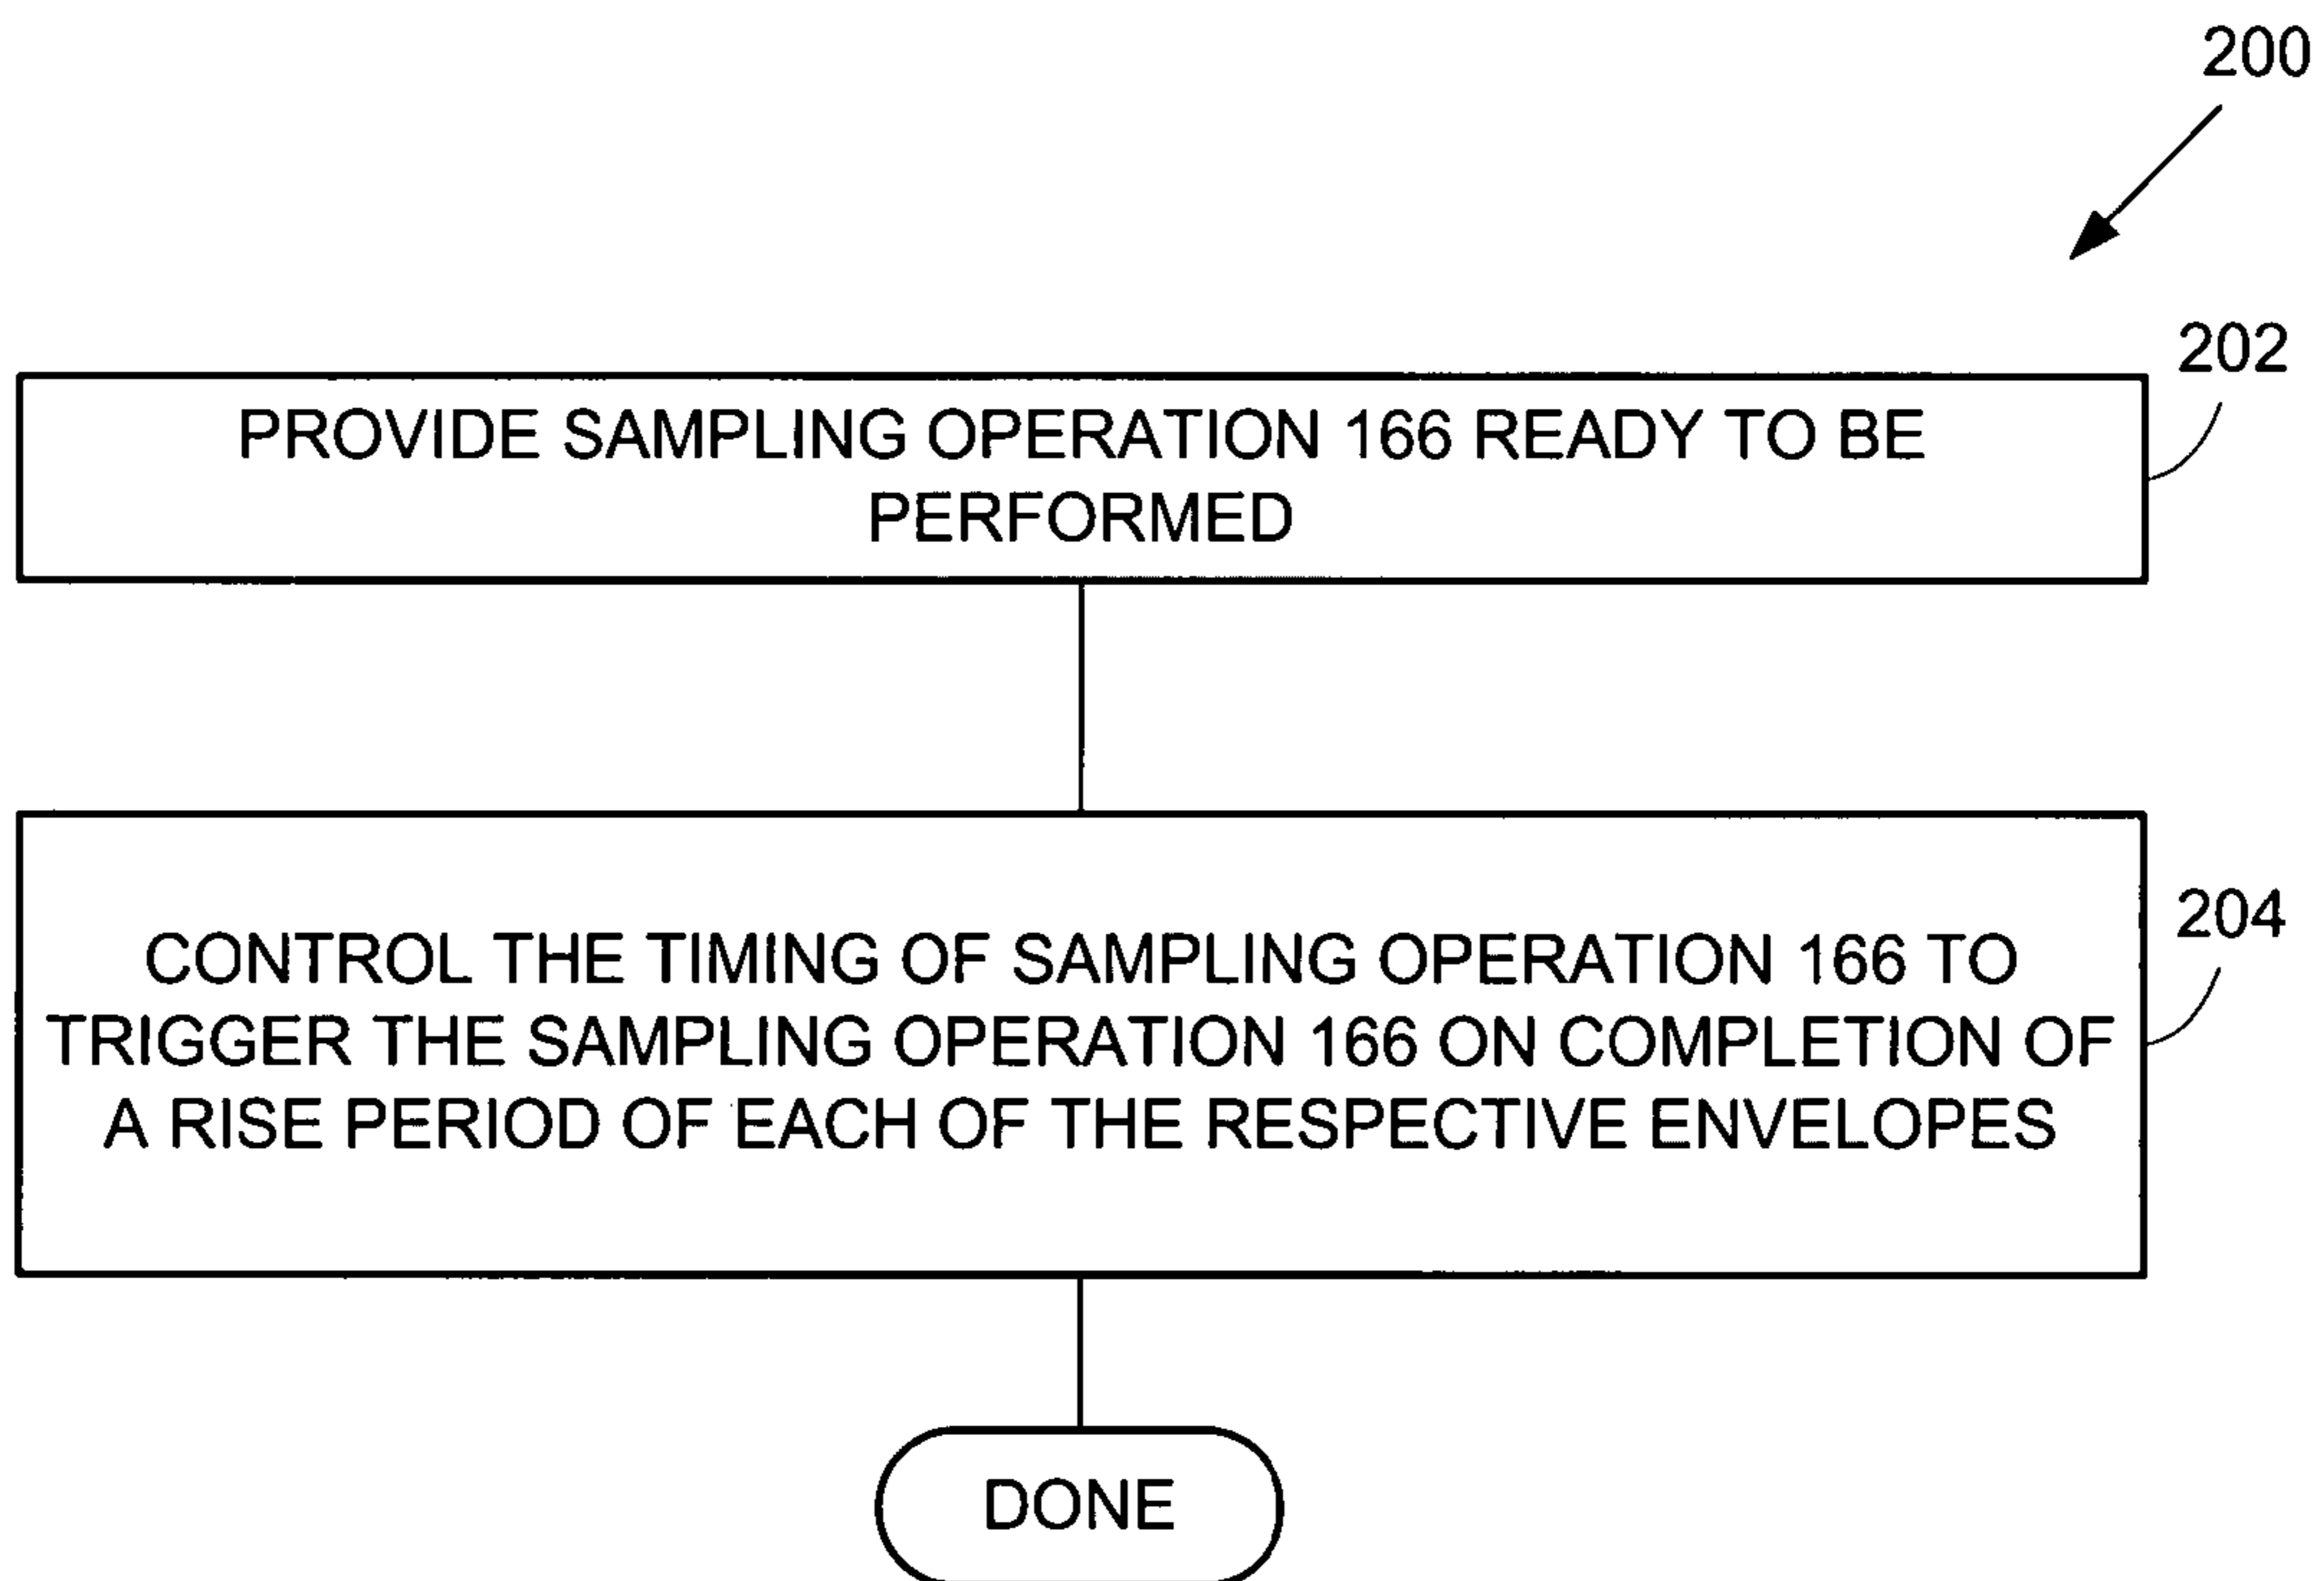 200
202
PROVIDE SAMPLING OPERATION 166 READY TO BE
PERFORMED
204
CONTROL THE TIMING OF SAMPLING OPERATION 166 TO
TRIGGER THE SAMPLING OPERATION 166 ON COMPLETION OF
A RISE PERIOD OF EACH OF THE RESPECTIVE ENVELOPES
DONE